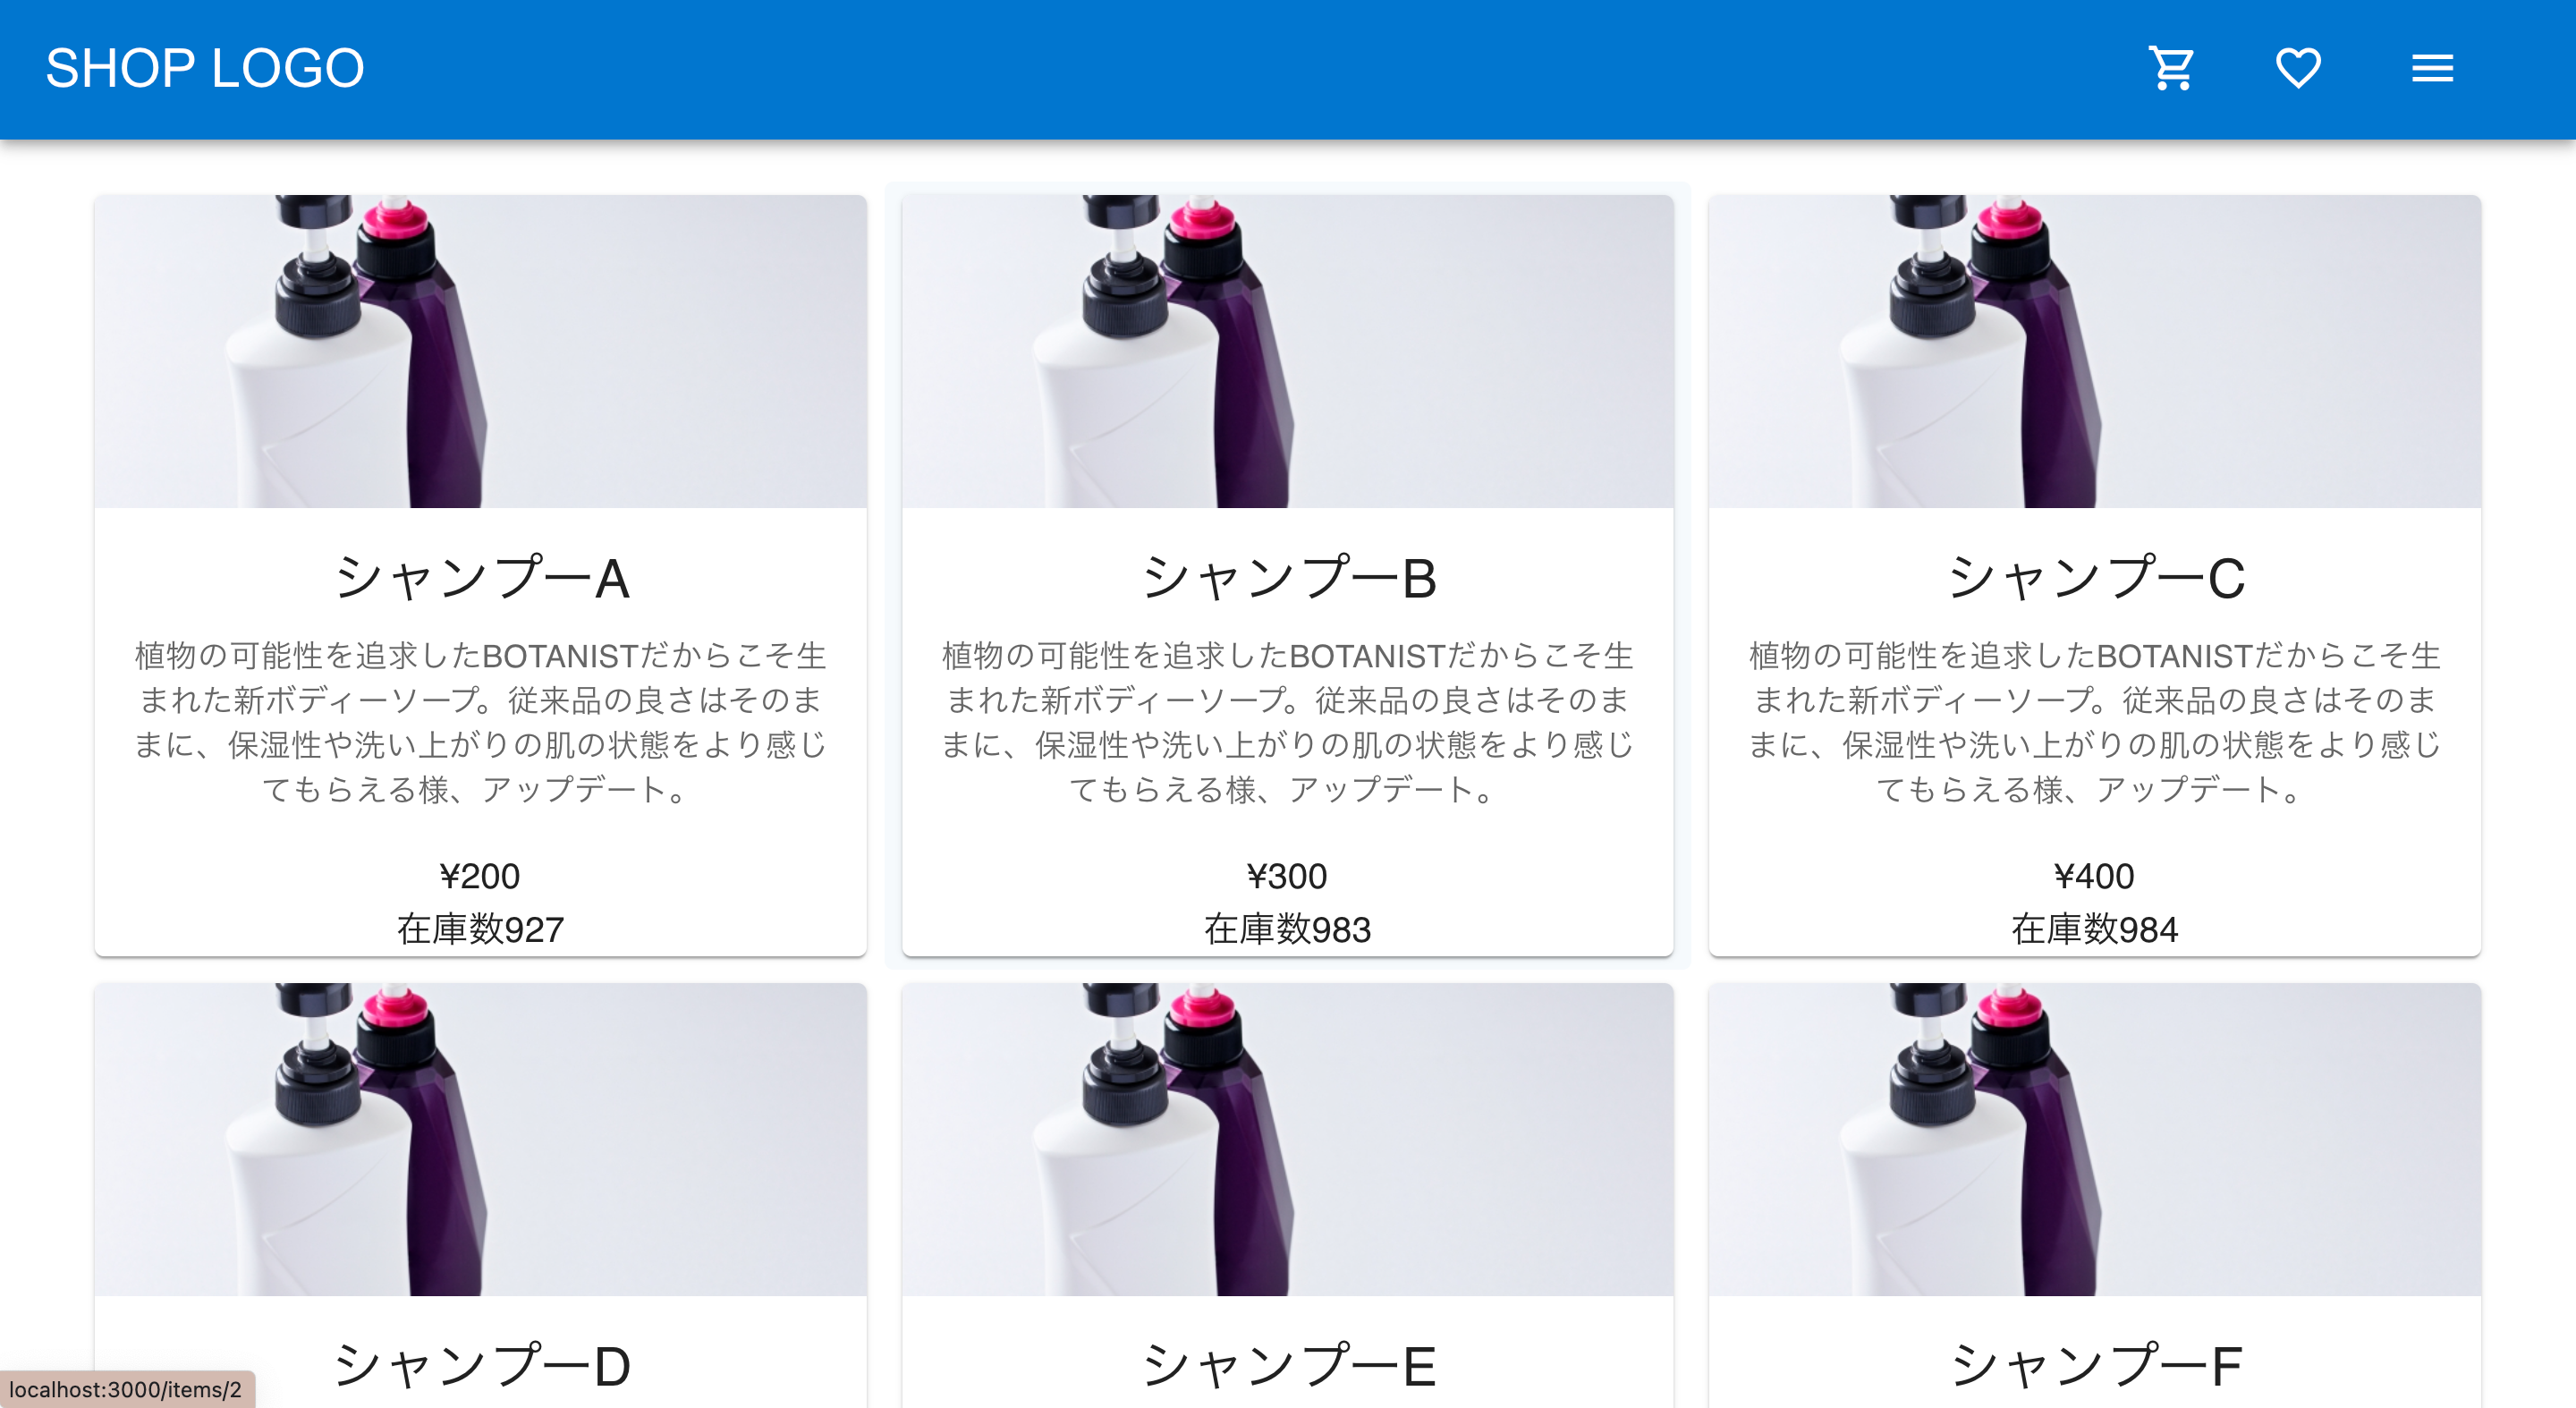 SHOP LOGO
シャンプーA
植物の可能性を追求したBOTANISTだからこそ生
まれた新ボディーソープ。従来品の良さはそのま
まに、保湿性や洗い上がりの肌の状態をより感じ
てもらえる様、アップデート。
¥200
在庫数927
シャンプーB
植物の可能性を追求したBOTANISTだからこそ生
まれた新ボディーソープ。従来品の良さはそのま
まに、保湿性や洗い上がりの肌の状態をより感じ
てもらえる様、アップデート。
¥300
在庫数983
シャンプーC
植物の可能性を追求したBOTANISTだからこそ生
まれた新ボディーソープ。従来品の良さはそのま
まに、保湿性や洗い上がりの肌の状態をより感じ
てもらえる様、アップデート。
¥400
在庫数984
シャンプーD
シャンプーE
シャンプーF
localhost:3000/items/2